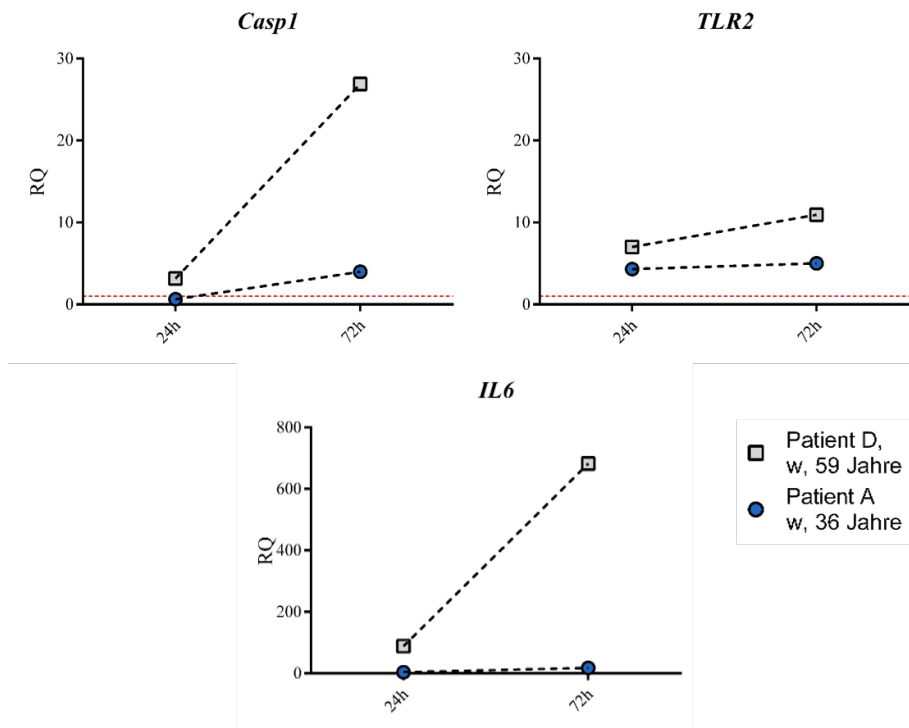 Casp1
30
20
10
0
RQ
24h
72h
TLR2
30
20
10
0
RQ
24h
72h
IL6
800
600
400
200
0
RQ
24h
72h
Patient D,
w, 59 Jahre
Patient A
w, 36 Jahre